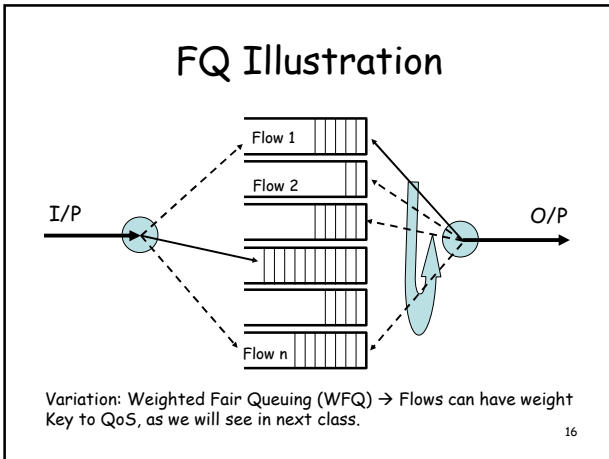 FQ Illustration
Flow 1
Flow 2
I/P
O/P
Flow n
Variation: Weighted Fair Queuing (WFQ) → Flows can have weight
Key to QoS, as we will see in next class.
16